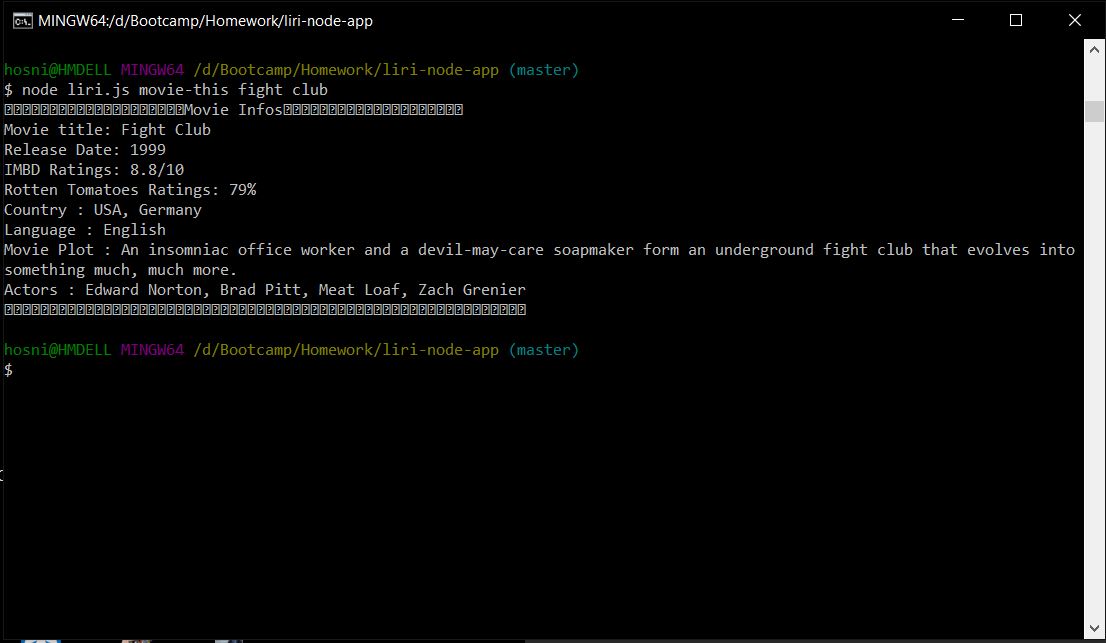 MINGW64:/d/Bootcamp/Homework/liri-node-app
hosni@HMDELL MINGW64 /d/Bootcamp/Homework/liri-node-app (master)
$ node liri.js movie-this fight club
Movie Infos
Movie title: Fight Club
Release Date: 1999
IMBD Ratings: 8.8/10
Rotten Tomatoes Ratings: 79%
Country : USA, Germany
Language : English
Movie Plot : An insomniac office worker and a devil-may-care soapmaker form an underground fight club that evolves into
something much, much more.
Actors : Edward Norton, Brad Pitt, Meat Loaf, Zach Grenier
hosni@HMDELL MINGW64 /d/Bootcamp/Homework/liri-node-app (master)
$